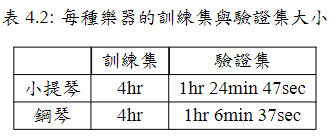 表 4.2: 每種樂器的訓練集與驗證集大小
訓練集 驗證集
小提琴 4hr 1hr 24min 47sec
鋼琴 4hr 1hr 6min 37sec